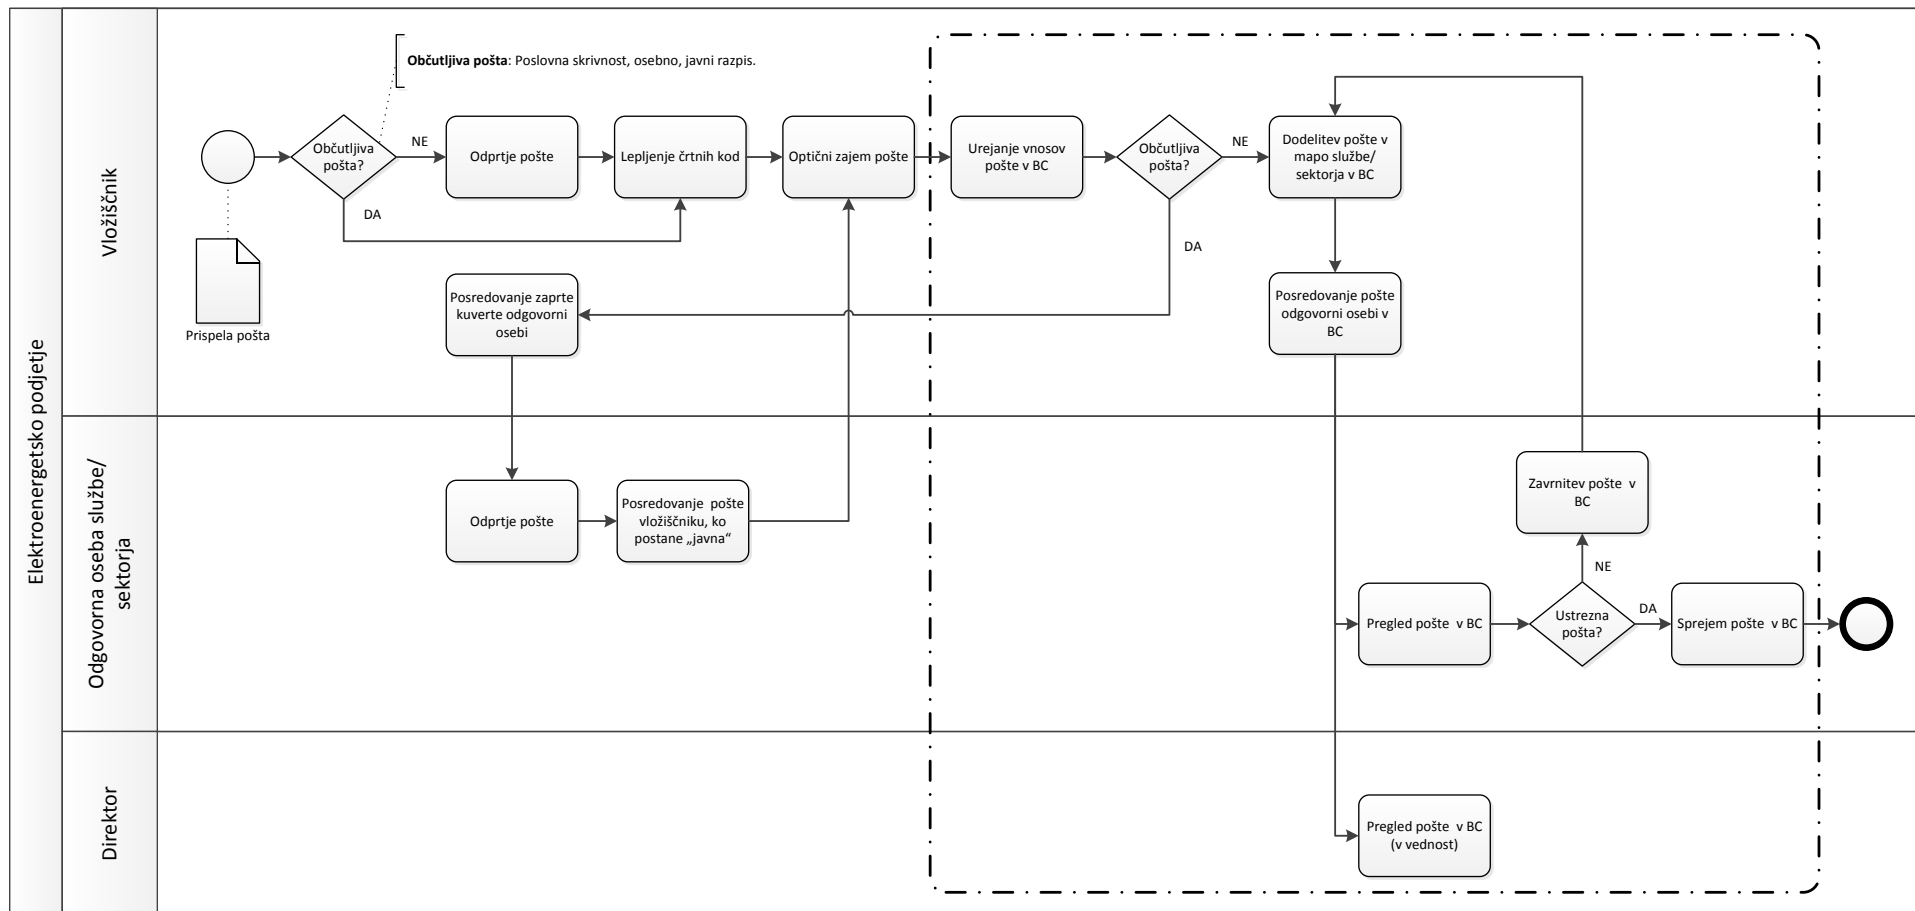 Elektroenergetsko podjetje
Vložiščnik
Občutljiva pošta: Poslovna skrivnost, osebno, javni razpis.
Prispela pošta
Občutljiva
pošta?
NE
DA
Odprtje pošte
Lepljenje črtnih kod
Optični zajem pošte
Urejanje vnosov
pošte v BC
Občutljiva
pošta?
NE
DA
Dodelitev pošte v
mapo službe/
sektorja v BC
Posredovanje zaprte
kuverte odgovorni
osebi
Posredovanje pošte
odgovorni osebi v
BC
Odgovorna oseba službe/
sektorja
Odprtje pošte
Posredovanje pošte
vložiščniku, ko
postane „javna“
Zavrnitev pošte v
BC
NE
Pregled pošte v BC
Ustrezna
pošta?
DA
Sprejem pošte v BC
Direktor
Pregled pošte v BC
(v vednost)